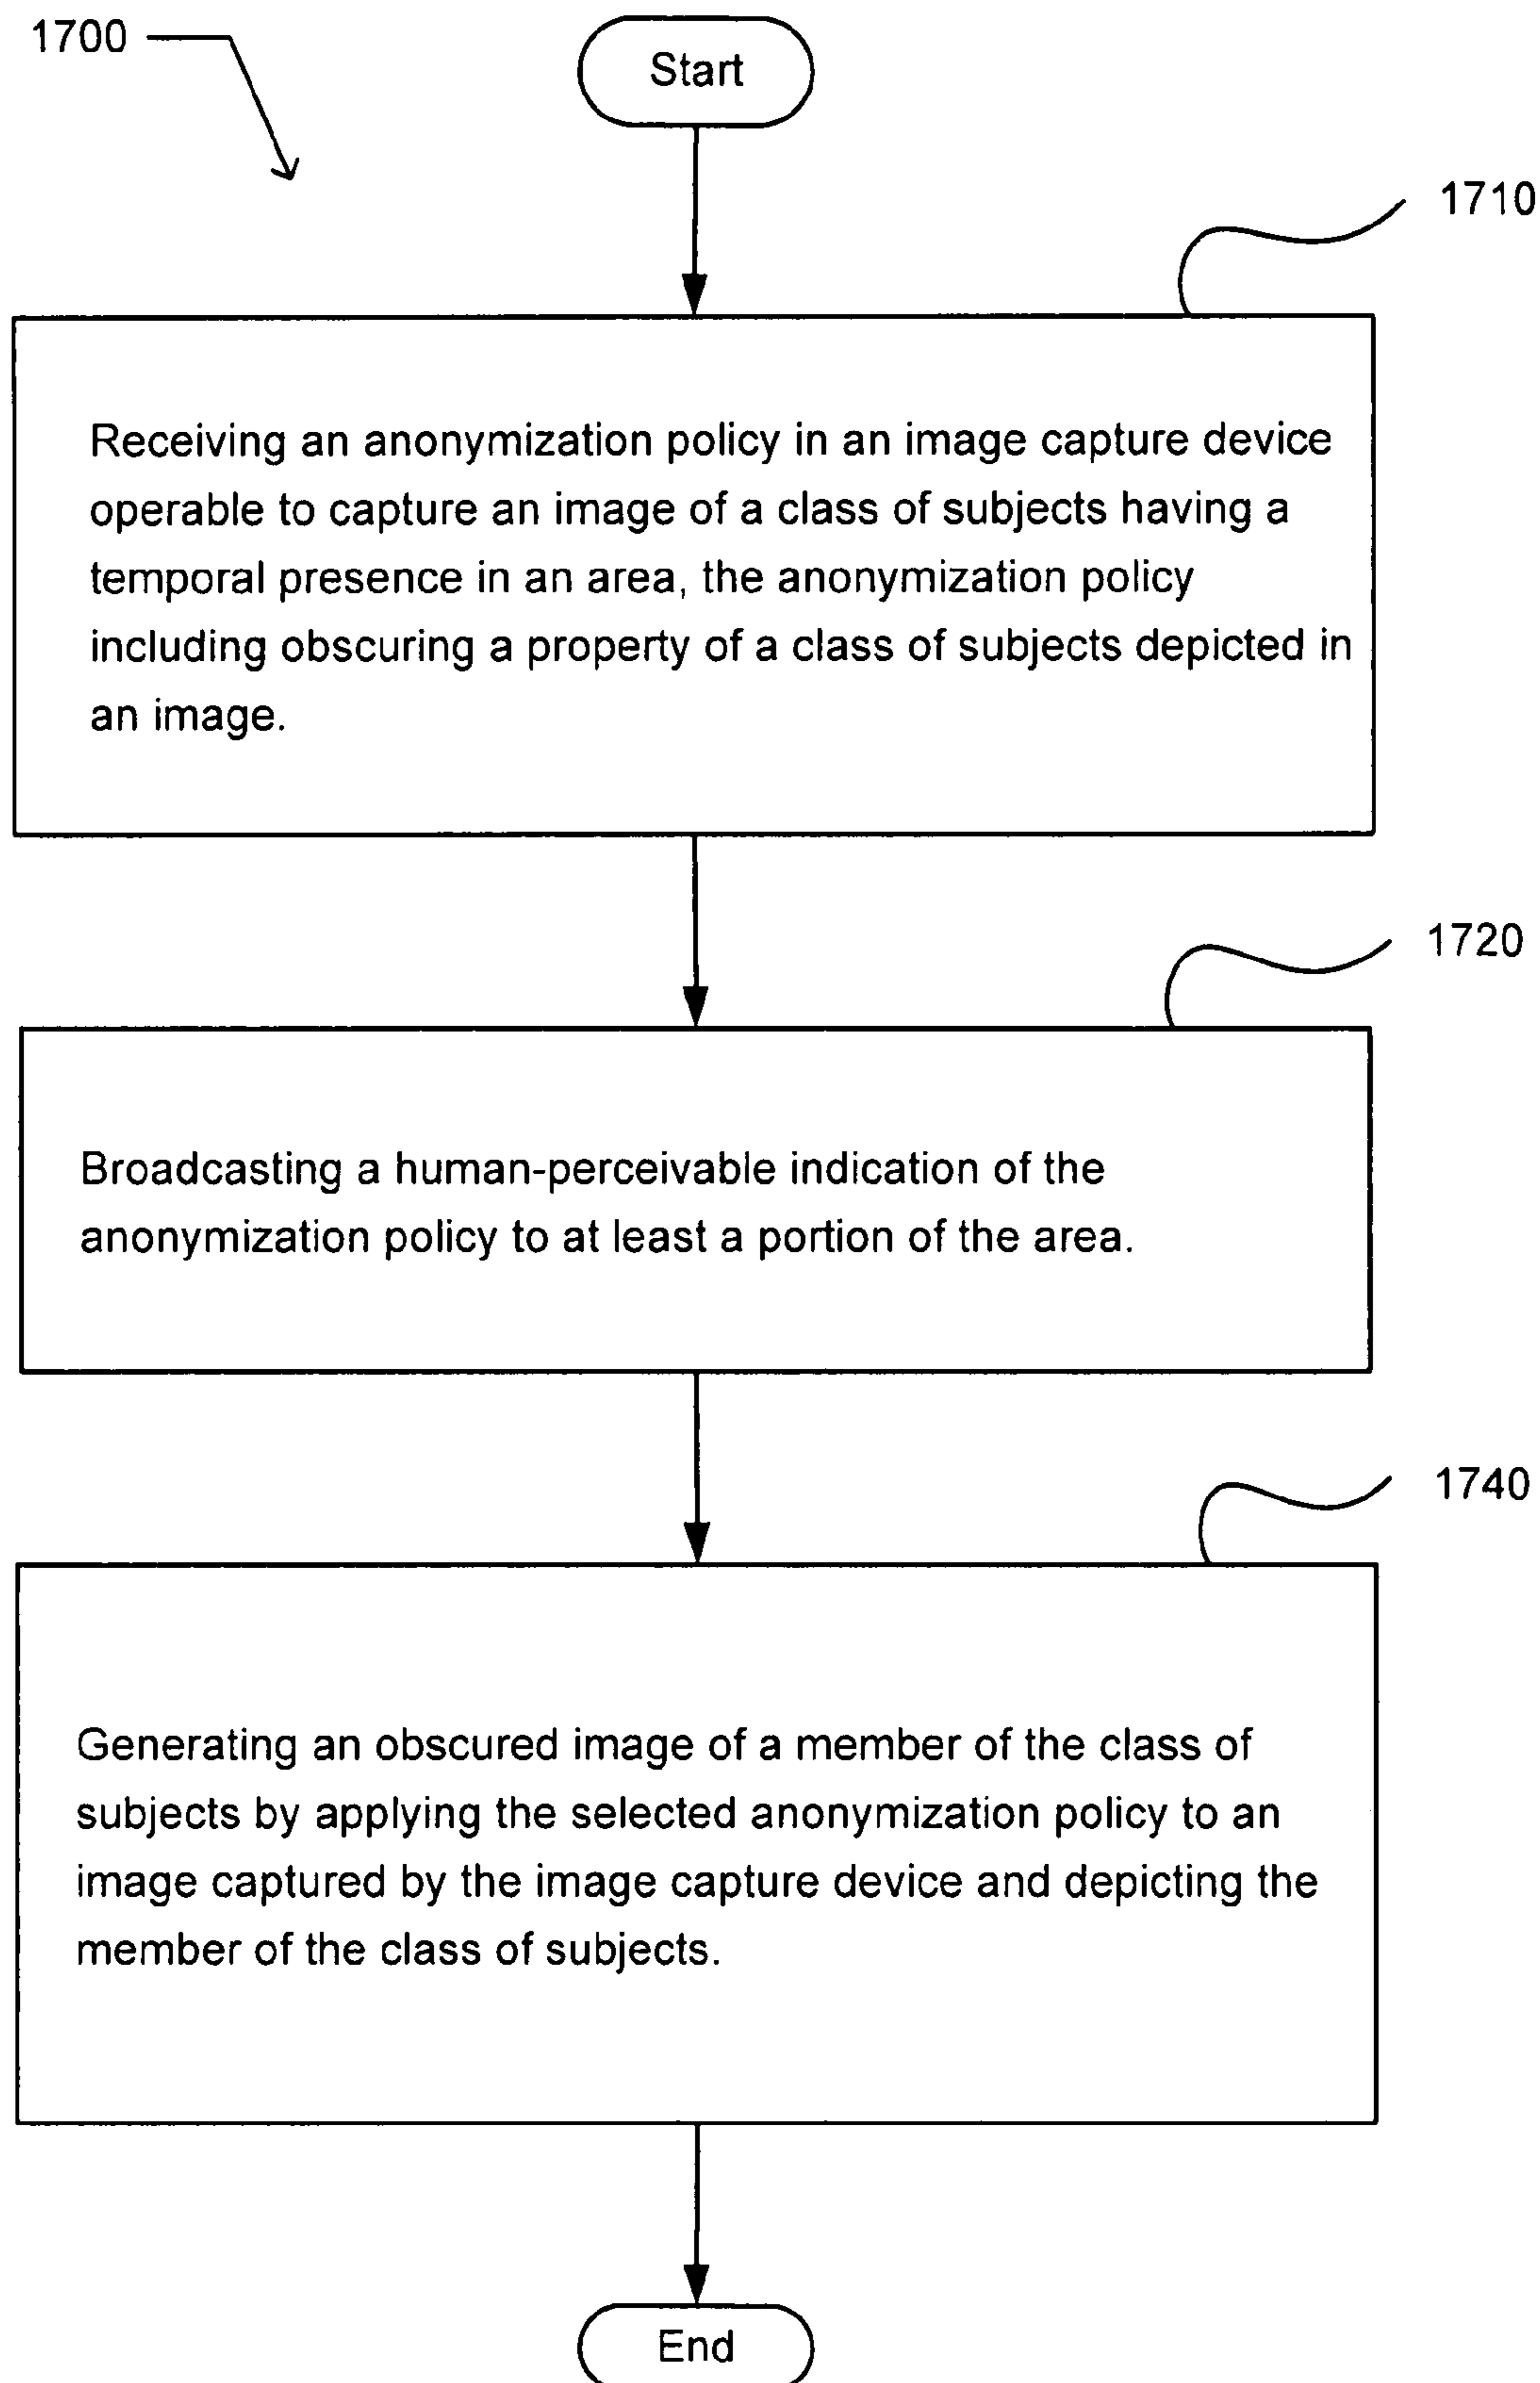 1700
Start
1710
Receiving an anonymization policy in an image capture device
operable to capture an image of a class of subjects having a
temporal presence in an area, the anonymization policy
including obscuring a property of a class of subjects depicted in
an image.
1720
Broadcasting a human-perceivable indication of the
anonymization policy to at least a portion of the area.
1740
Generating an obscured image of a member of the class of
subjects by applying the selected anonymization policy to an
image captured by the image capture device and depicting the
member of the class of subjects.
End